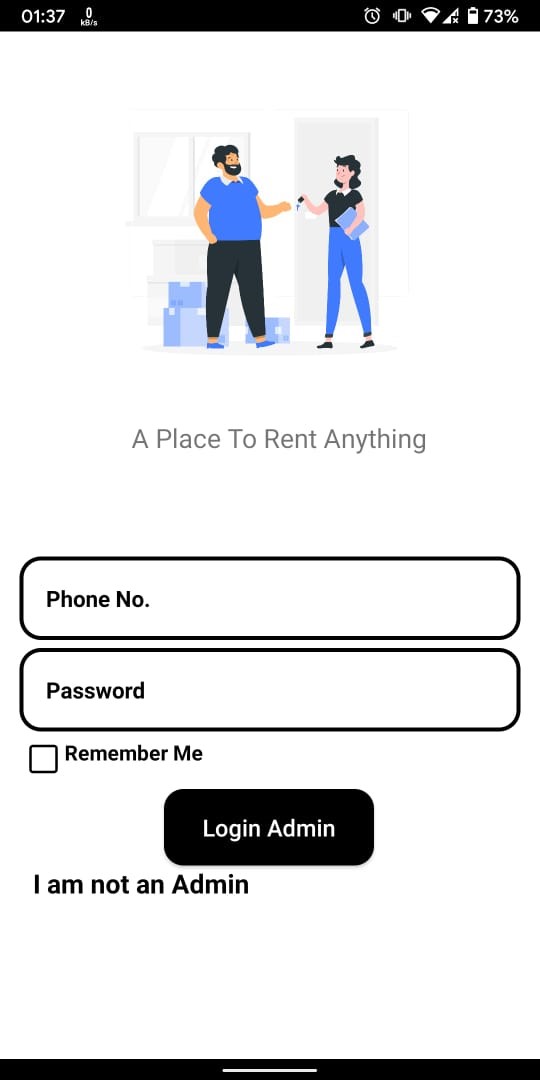 01:37 0 kB/s 73%
A Place To Rent Anything
Phone No.
Password
Remember Me
Login Admin
I am not an Admin